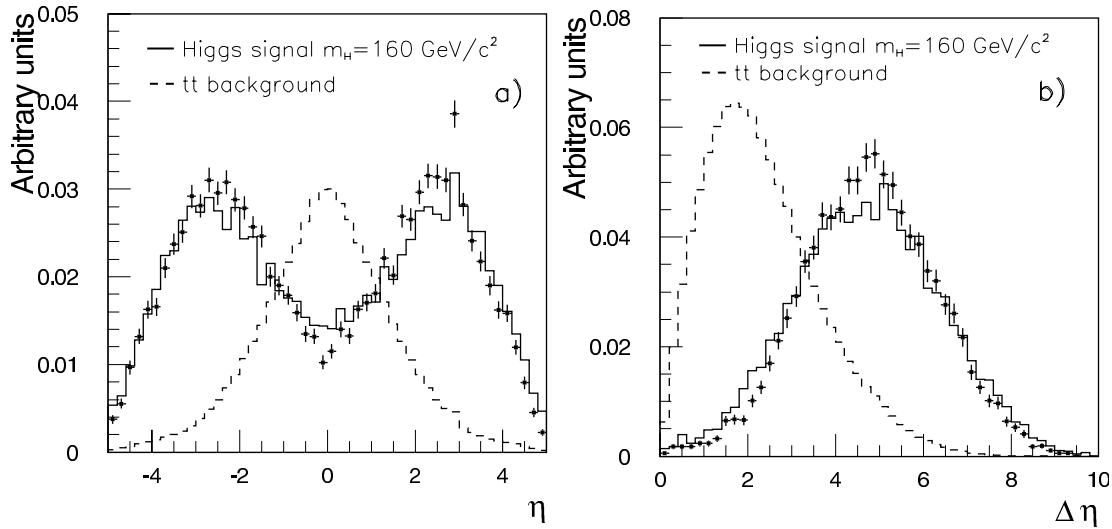 Arbitrary units
0.05
0.04
0.03
0.02
0.01
0
-4
-2
0
2
4
η
Higgs signal m_H=160 GeV/c²
tt background
a)
Arbitrary units
0.08
0.06
0.04
0.02
0
0
2
4
6
8
10
Δ η
Higgs signal m_H=160 GeV/c²
tt background
b)